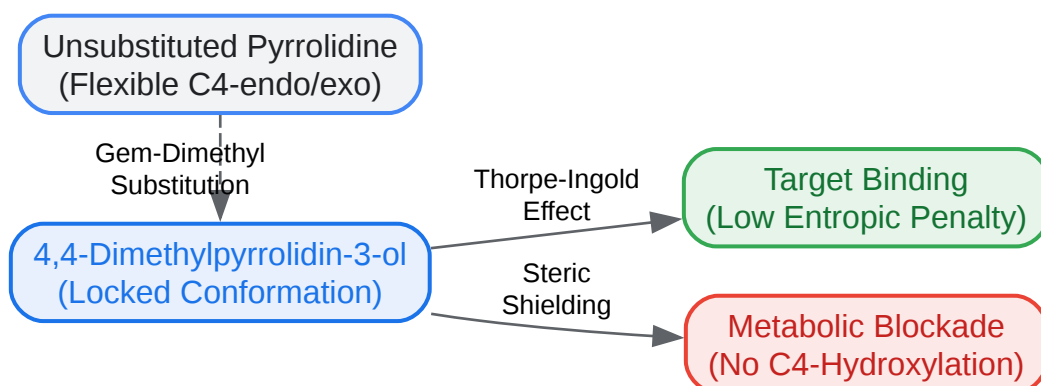 Unsubstituted Pyrrolidine
(Flexible C4-endo/exo)
Gem-Dimethyl
Substitution
4,4-Dimethylpyrrolidin-3-ol
(Locked Conformation)
Thorpe-Ingold
Effect
Target Binding
(Low Entropic Penalty)
Steric
Shielding
Metabolic Blockade
(No C4-Hydroxylation)